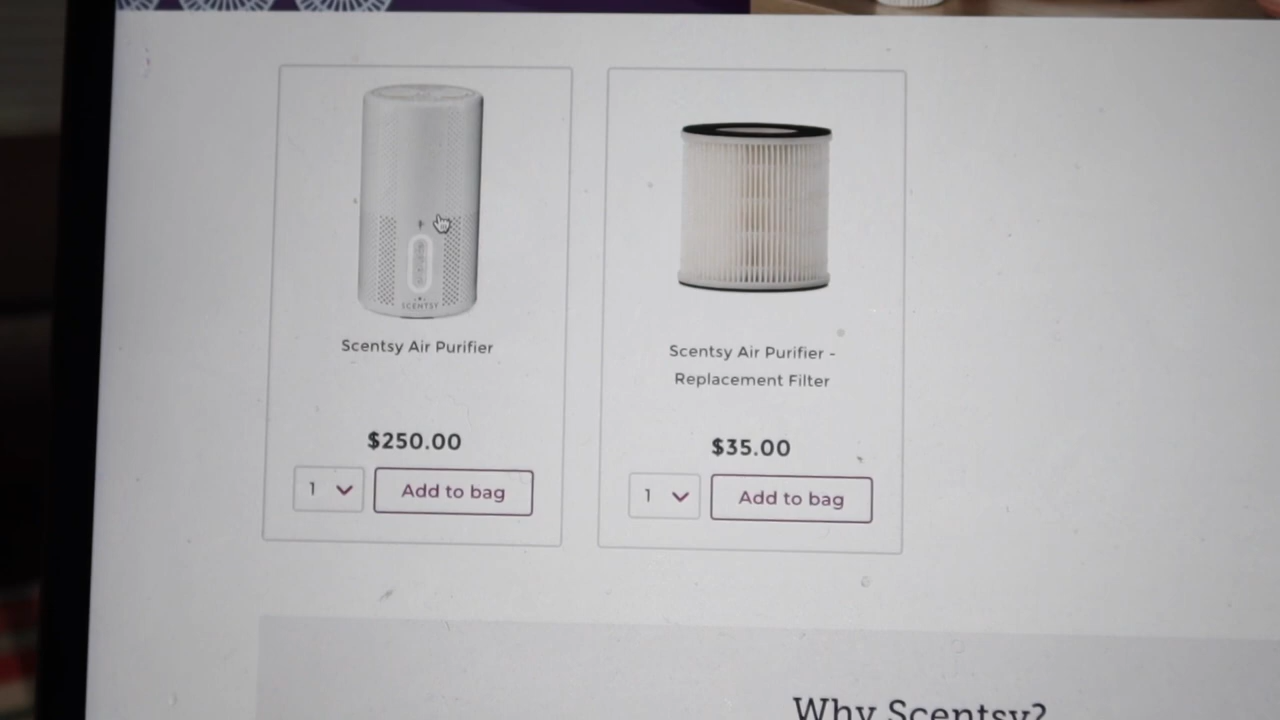 SCENTSY
Scentsy Air Purifier
$250.00
1
Add to bag
Scentsy Air Purifier -
Replacement Filter
$35.00
1
Add to bag
Why Scentsy?